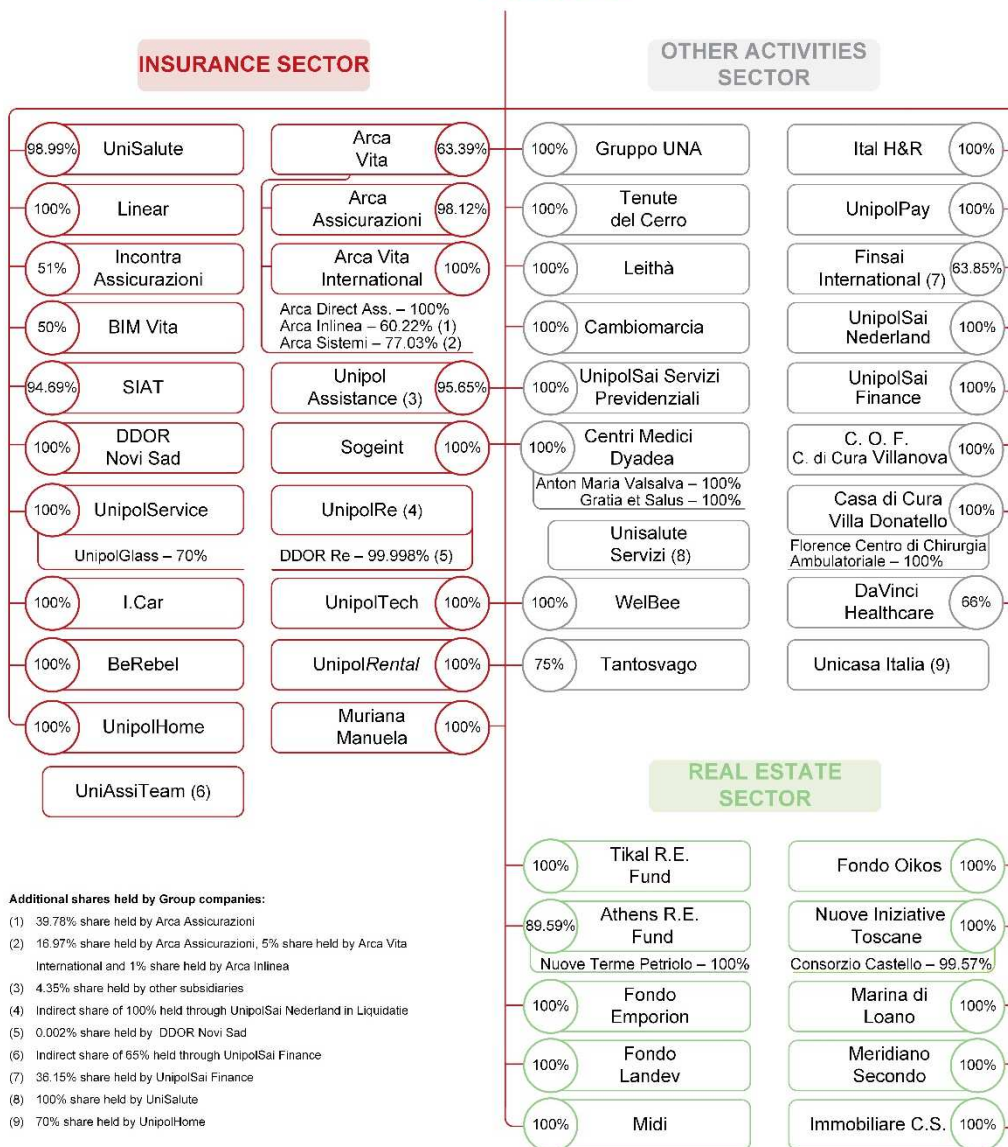 INSURANCE SECTOR
98.99% UniSalute
100% Linear
51% Incontra
Assicurazioni
50% BIM Vita
94.69% SIAT
100% DDOR
Novi Sad
100% UnipolService
UnipolGlass – 70%
100% I.Car
100% BeRebel
100% UnipolHome
UniAssiTeam (6)
Arca
Vita 63.39%
Arca
Assicurazioni 98.12%
Arca Vita
International 100%
Arca Direct Ass. – 100%
Arca Inlinea – 60.22% (1)
Arca Sistemi – 77.03% (2)
Unipol
Assistance (3) 95.65%
Sogeint 100%
UnipolRe (4)
DDOR Re – 99.998% (5)
UnipolTech 100%
UnipolRental 100%
Muriana
Manuela 100%
OTHER ACTIVITIES
SECTOR
100% Gruppo UNA
100% Tenute
del Cerro
100% Leithà
100% Cambiomarcia
100% UnipolSai Servizi
Previdenziali
100% Centri Medici
Dyadea
Anton Maria Valsalva – 100%
Gratia et Salus – 100%
Unisalute
Servizi (8)
100% WelBee
75% Tantosvago
Ital H&R 100%
UnipolPay 100%
Finsai
International (7) 63.85%
UnipolSai
Nederland 100%
UnipolSai
Finance 100%
C. O. F.
C. di Cura Villanova 100%
Casa di Cura
Villa Donatello 100%
Florence Centro di Chirurgia
Ambulatoriale – 100%
DaVinci
Healthcare 66%
Unicasa Italia (9)
REAL ESTATE
SECTOR
100% Tikal R.E.
Fund
89.59% Athens R.E.
Fund
Nuove Terme Petriolo – 100%
100% Fondo
Emporion
100% Fondo
Landev
100% Midi
Fondo Oikos 100%
Nuove Iniziative
Toscane 100%
Consorzio Castello – 99.57%
Marina di
Loano 100%
Meridiano
Secondo 100%
Immobiliare C.S. 100%
Additional shares held by Group companies:
(1) 39.78% share held by Arca Assicurazioni
(2) 16.97% share held by Arca Assicurazioni, 5% share held by Arca Vita
International and 1% share held by Arca Inlinea
(3) 4.35% share held by other subsidiaries
(4) Indirect share of 100% held through UnipolSai Nederland in Liquidatie
(5) 0.002% share held by DDOR Novi Sad
(6) Indirect share of 65% held through UnipolSai Finance
(7) 36.15% share held by UnipolSai Finance
(8) 100% share held by UniSalute
(9) 70% share held by UnipolHome